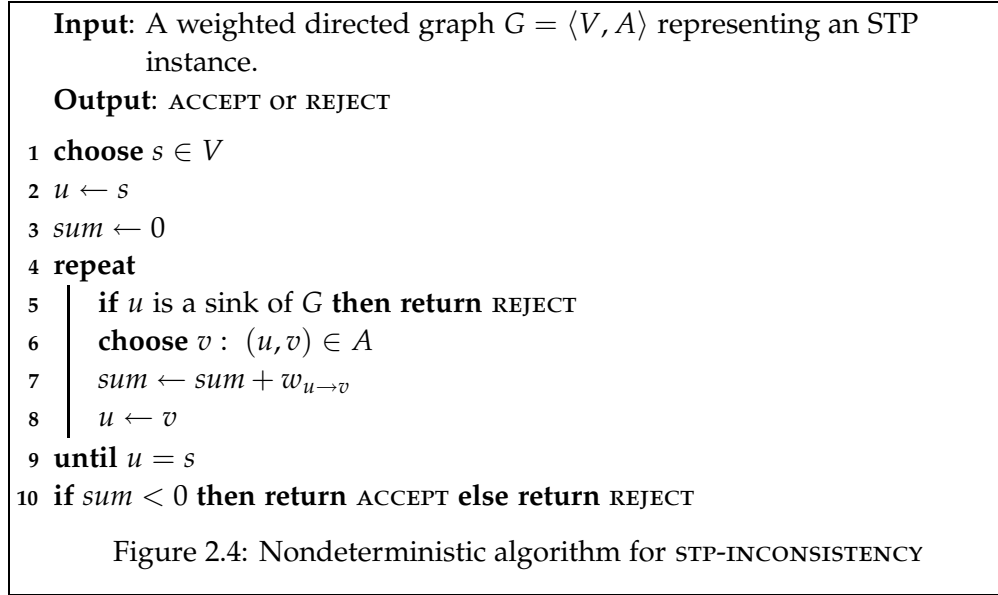 Input: A weighted directed graph G = ⟨V, A⟩ representing an STP
instance.
Output: ACCEPT or REJECT
1 choose s ∈ V
2 u ← s
3 sum ← 0
4 repeat
5 if u is a sink of G then return REJECT
6 choose v : (u, v) ∈ A
7 sum ← sum + w_{u→v}
8 u ← v
9 until u = s
10 if sum < 0 then return ACCEPT else return REJECT
Figure 2.4: Nondeterministic algorithm for STP-INCONSISTENCY